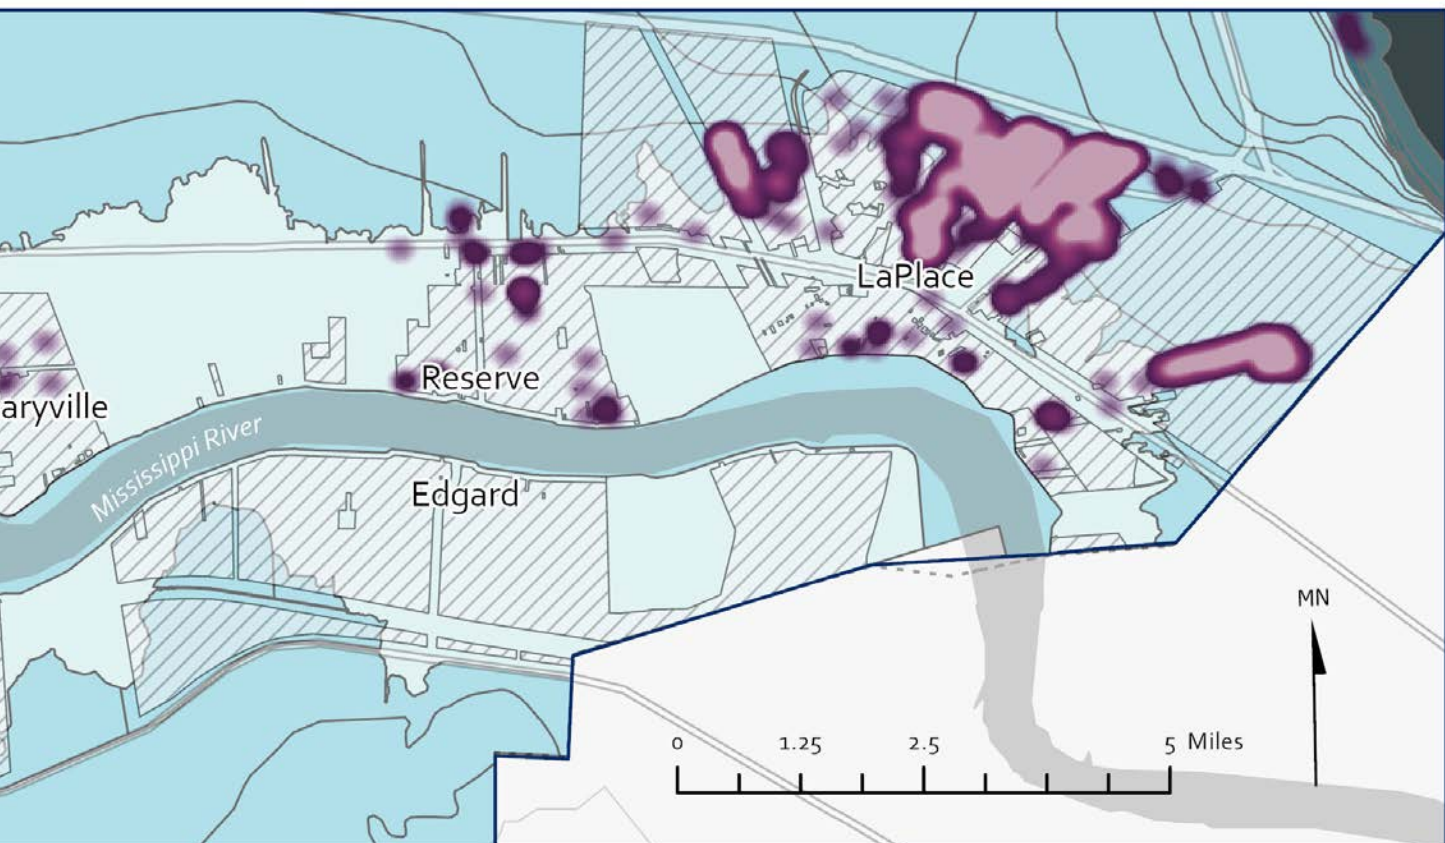 LaPlace
Reserve
aryville
Mississippi River
Edgard
MN
0 1.25 2.5 5 Miles